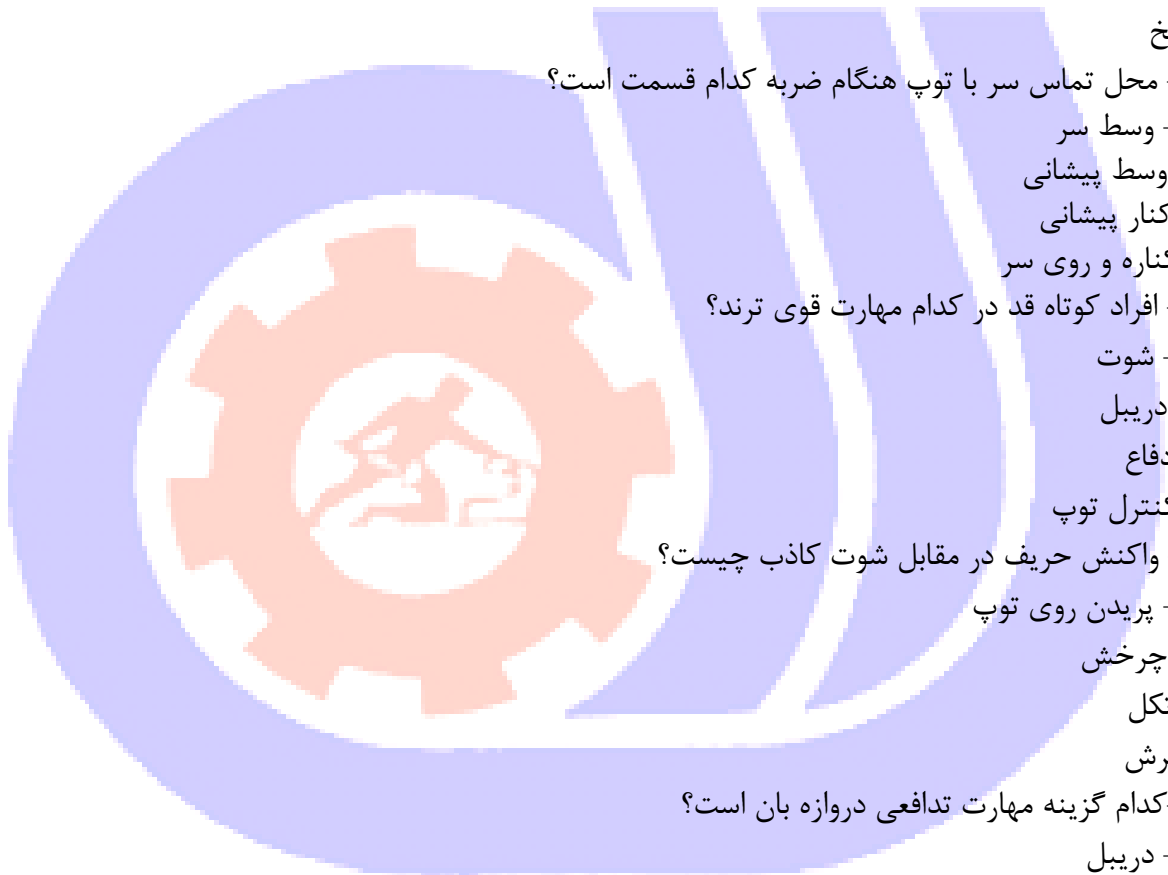 خ
- محل تماس سر با توپ هنگام ضربه کدام قسمت است؟
- وسط سر
وسط پیشانی
کنار پیشانی
کناره و روی سر
- افراد کوتاه قد در کدام مهارت قوی ترند؟
- شوت
دریبل
دفاع
کنترل توپ
واکنش حریف در مقابل شوت کاذب چیست؟
- پریدن روی توپ
چرخش
تکل
-کدام گزینه مهارت تدافعی دروازه بان است؟
- دریبل